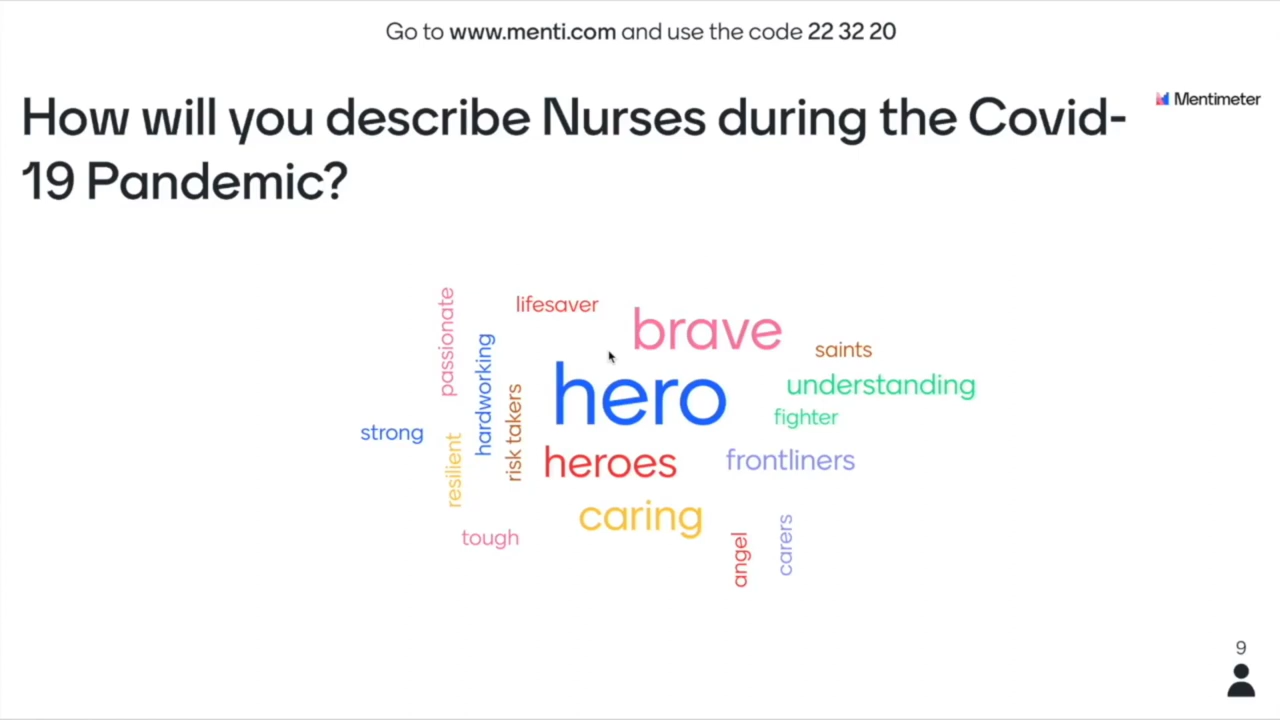 Go to www.menti.com and use the code 22 32 20
Mentimeter
How will you describe Nurses during the Covid-
19 Pandemic?
passionate
lifesaver
brave
hardworking
saints
hero
understanding
risk takers
fighter
strong
resilient
heroes
frontliners
caring
tough
angel
carers
9